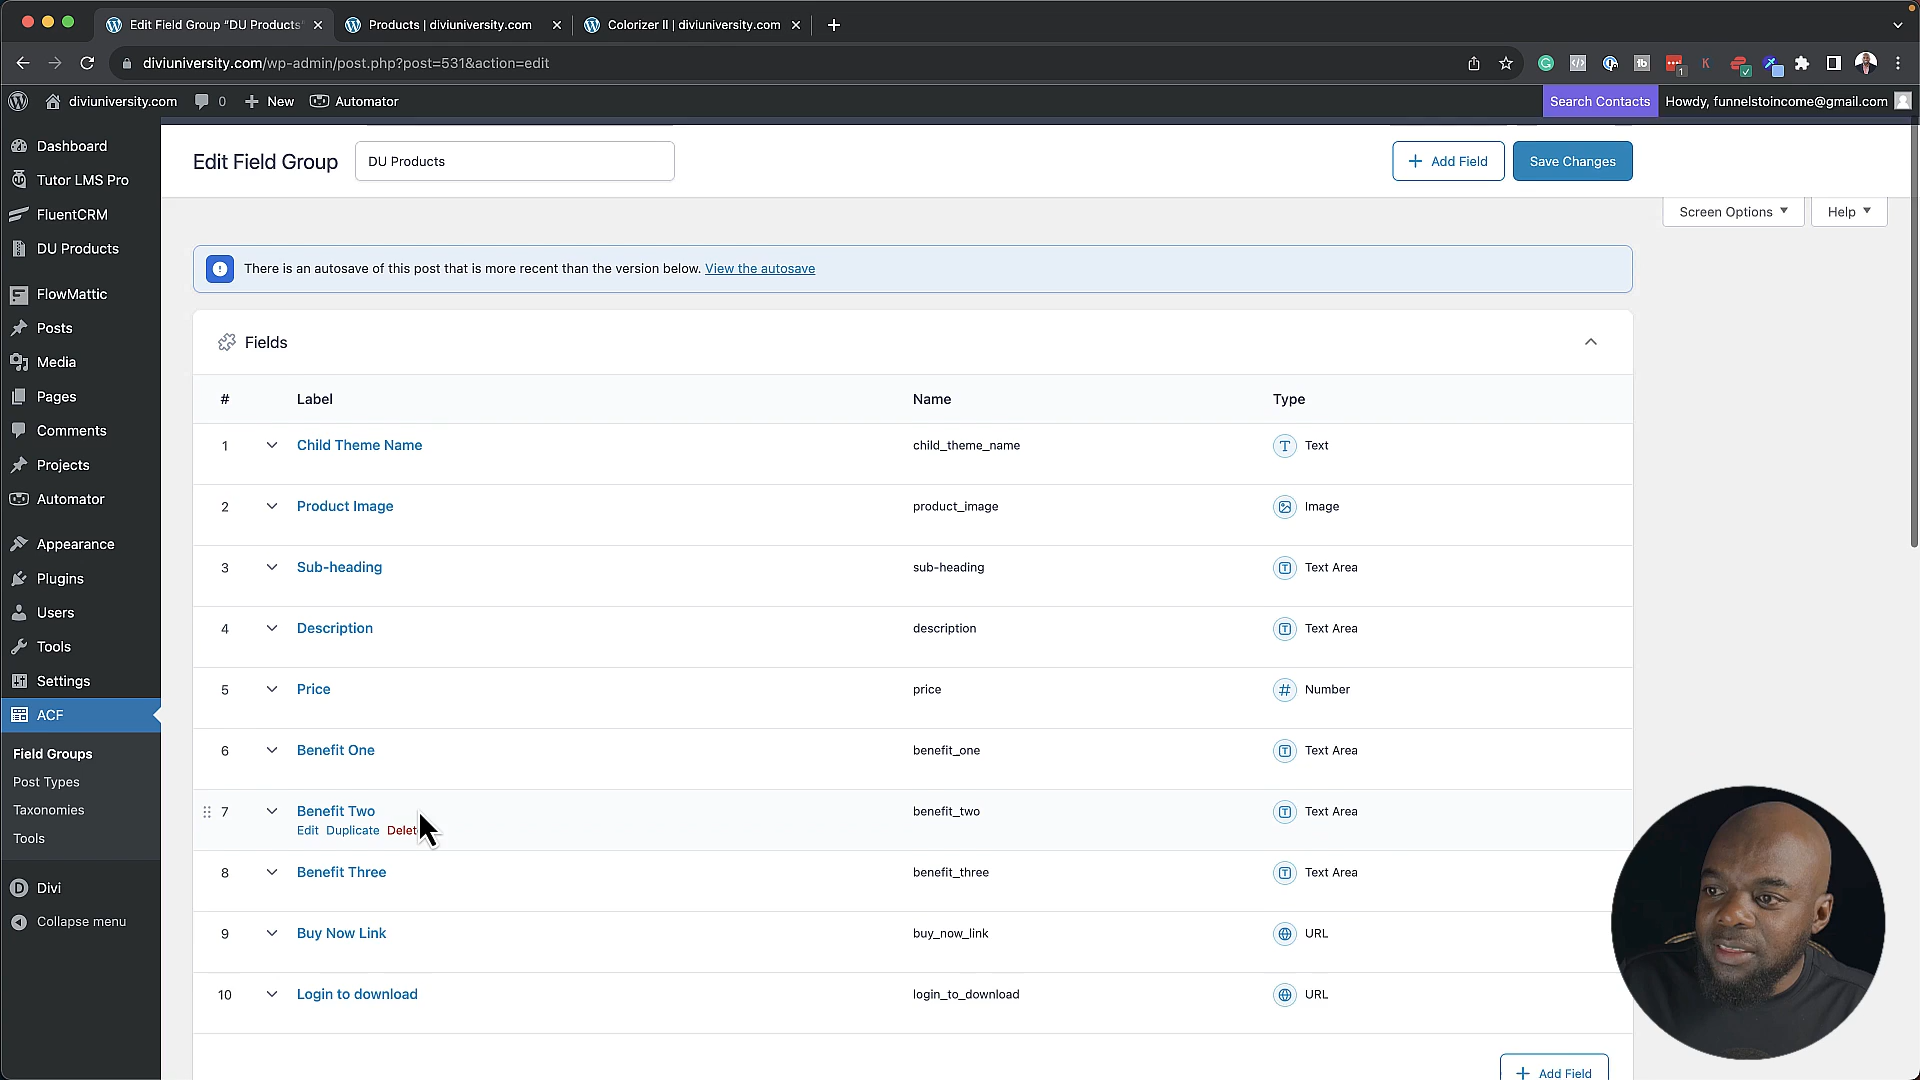 Edit Field Group “DU Products”
Products | diviuniversity.com
Colorizer II | diviuniversity.com
diviuniversity.com/wp-admin/post.php?post=531&action=edit
diviuniversity.com
0
New
Automator
Search Contacts
Howdy, funnelstoincome@gmail.com
Dashboard
Tutor LMS Pro
FluentCRM
DU Products
FlowMattic
Posts
Media
Pages
Comments
Projects
Automator
Appearance
Plugins
Users
Tools
Settings
ACF
Field Groups
Post Types
Taxonomies
Tools
Divi
Collapse menu
Edit Field Group
DU Products
+ Add Field
Save Changes
Screen Options
Help
There is an autosave of this post that is more recent than the version below. View the autosave
Fields
# Label Name Type
1 Child Theme Name child_theme_name Text
2 Product Image product_image Image
3 Sub-heading sub-heading Text Area
4 Description description Text Area
5 Price price Number
6 Benefit One benefit_one Text Area
7 Benefit Two benefit_two Text Area
Edit Duplicate Delet
8 Benefit Three benefit_three Text Area
9 Buy Now Link buy_now_link URL
10 Login to download login_to_download URL
+ Add Field